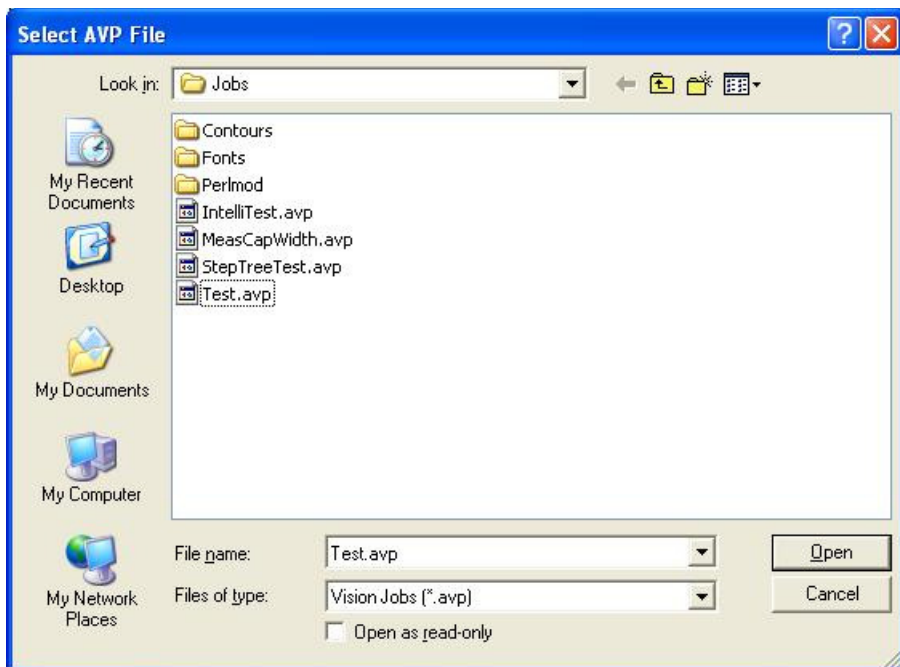 Select AVP File
Look in: Jobs
My Recent
Documents
Desktop
My Documents
My Computer
My Network
Places
Contours
Fonts
Perlmod
IntelliTest.avp
MeasCapWidth.avp
StepTreeTest.avp
Test.avp
File name: Test.avp Open
Files of type: Vision Jobs (*.avp) Cancel
Open as read-only